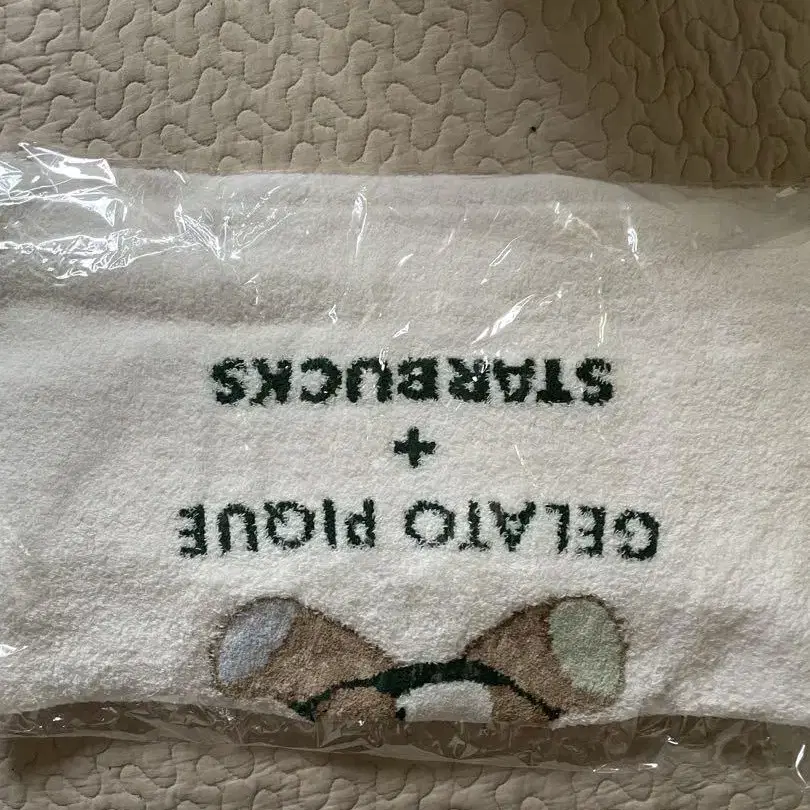 GELATO PIQUE
+
STARBUCKS